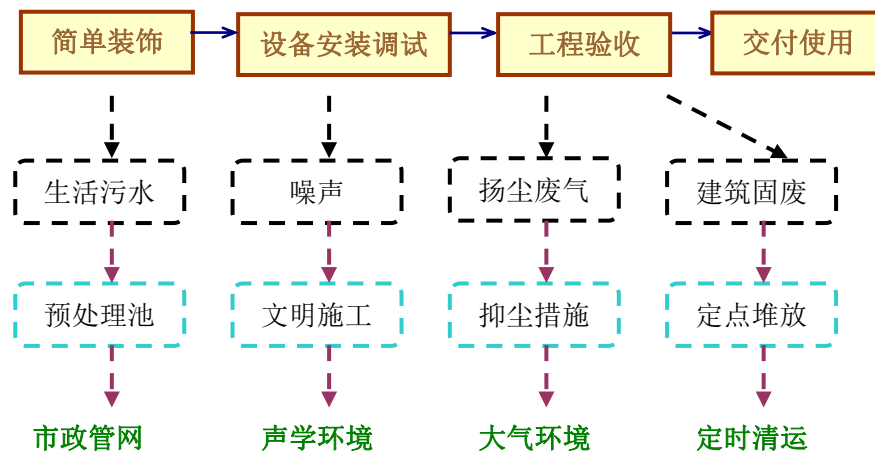 简单装饰 设备安装调试 工程验收 交付使用
生活污水 噪声 扬尘废气 建筑固废
预处理池 文明施工 抑尘措施 定点堆放
市政管网 声学环境 大气环境 定时清运